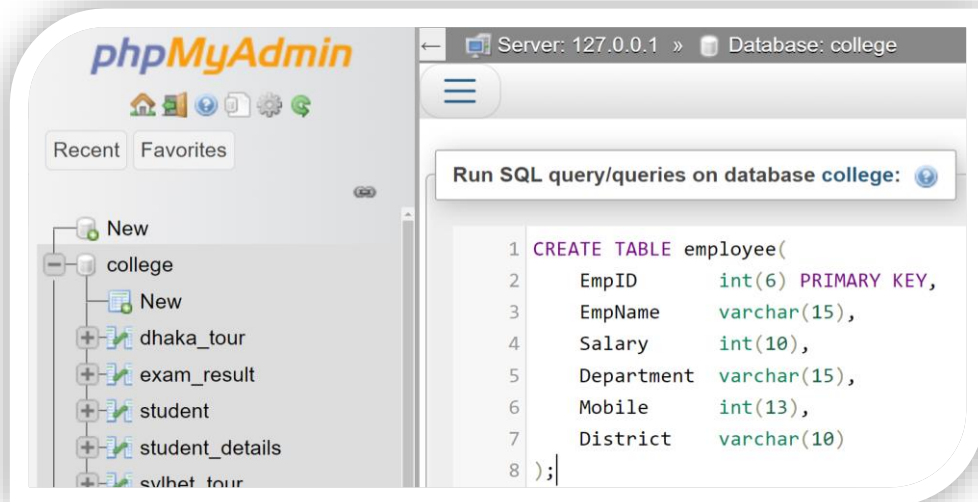 phpMyAdmin
Recent Favorites
New
college
New
dhaka_tour
exam_result
student
student_details
sylhet_tour
← Server: 127.0.0.1 » Database: college
Run SQL query/queries on database college:
1 CREATE TABLE employee(
2 EmpID int(6) PRIMARY KEY,
3 EmpName varchar(15),
4 Salary int(10),
5 Department varchar(15),
6 Mobile int(13),
7 District varchar(10)
8 );